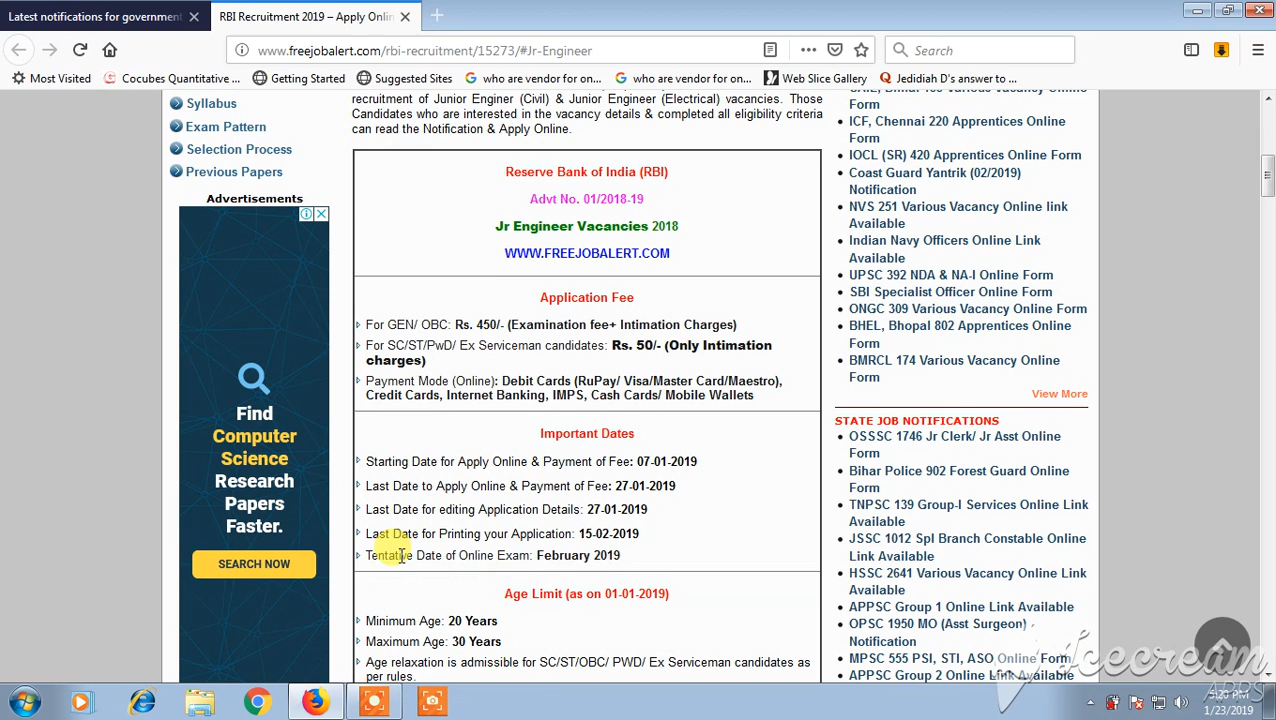 Latest notifications for government
RBI Recruitment 2019 – Apply Onlin
www.freejobalert.com/rbi-recruitment/15273/#Jr-Engineer
Search
Most Visited
Cocubes Quantitative...
Getting Started
Suggested Sites
who are vendor for on...
who are vendor for on...
Web Slice Gallery
Jedidiah D's answer to ...
Syllabus
Exam Pattern
Selection Process
Previous Papers
Advertisements
Find
Computer
Science
Research
Papers
Faster.
SEARCH NOW
recruitment of Junior Enginer (Civil) & Junior Engineer (Electrical) vacancies. Those
Candidates who are interested in the vacancy details & completed all eligibility criteria
can read the Notification & Apply Online.
Reserve Bank of India (RBI)
Advt No. 01/2018-19
Jr Engineer Vacancies 2018
WWW.FREEJOBALERT.COM
Application Fee
For GEN/ OBC: Rs. 450/- (Examination fee+ Intimation Charges)
For SC/ST/PwD/ Ex Serviceman candidates: Rs. 50/- (Only Intimation
charges)
Payment Mode (Online): Debit Cards (RuPay/ Visa/Master Card/Maestro),
Credit Cards, Internet Banking, IMPS, Cash Cards/ Mobile Wallets
Important Dates
Starting Date for Apply Online & Payment of Fee: 07-01-2019
Last Date to Apply Online & Payment of Fee: 27-01-2019
Last Date for editing Application Details: 27-01-2019
Last Date for Printing your Application: 15-02-2019
Tentative Date of Online Exam: February 2019
Age Limit (as on 01-01-2019)
Minimum Age: 20 Years
Maximum Age: 30 Years
Age relaxation is admissible for SC/ST/OBC/ PWD/ Ex Serviceman candidates as
per rules.
Form
ICF, Chennai 220 Apprentices Online
Form
IOCL (SR) 420 Apprentices Online Form
Coast Guard Yantrik (02/2019)
Notification
NVS 251 Various Vacancy Online link
Available
Indian Navy Officers Online Link
Available
UPSC 392 NDA & NA-I Online Form
SBI Specialist Officer Online Form
ONGC 309 Various Vacancy Online Form
BHEL, Bhopal 802 Apprentices Online
Form
BMRCL 174 Various Vacancy Online
Form
View More
STATE JOB NOTIFICATIONS
OSSSC 1746 Jr Clerk/ Jr Asst Online
Form
Bihar Police 902 Forest Guard Online
Form
TNPSC 139 Group-I Services Online Form
JSSC 1012 Spl Branch Constable Online
Link Available
HSSC 2641 Various Vacancy Online Link
Available
APPSC Group 1 Online Link Available
OPSC 1950 MO (Asst Surgeon)
Notification
MPSC 555 PSI, STI, ASO Online Form
APPSC Group 2 Online Link Available
Icecream
APPS
5:20 PM
1/23/2019